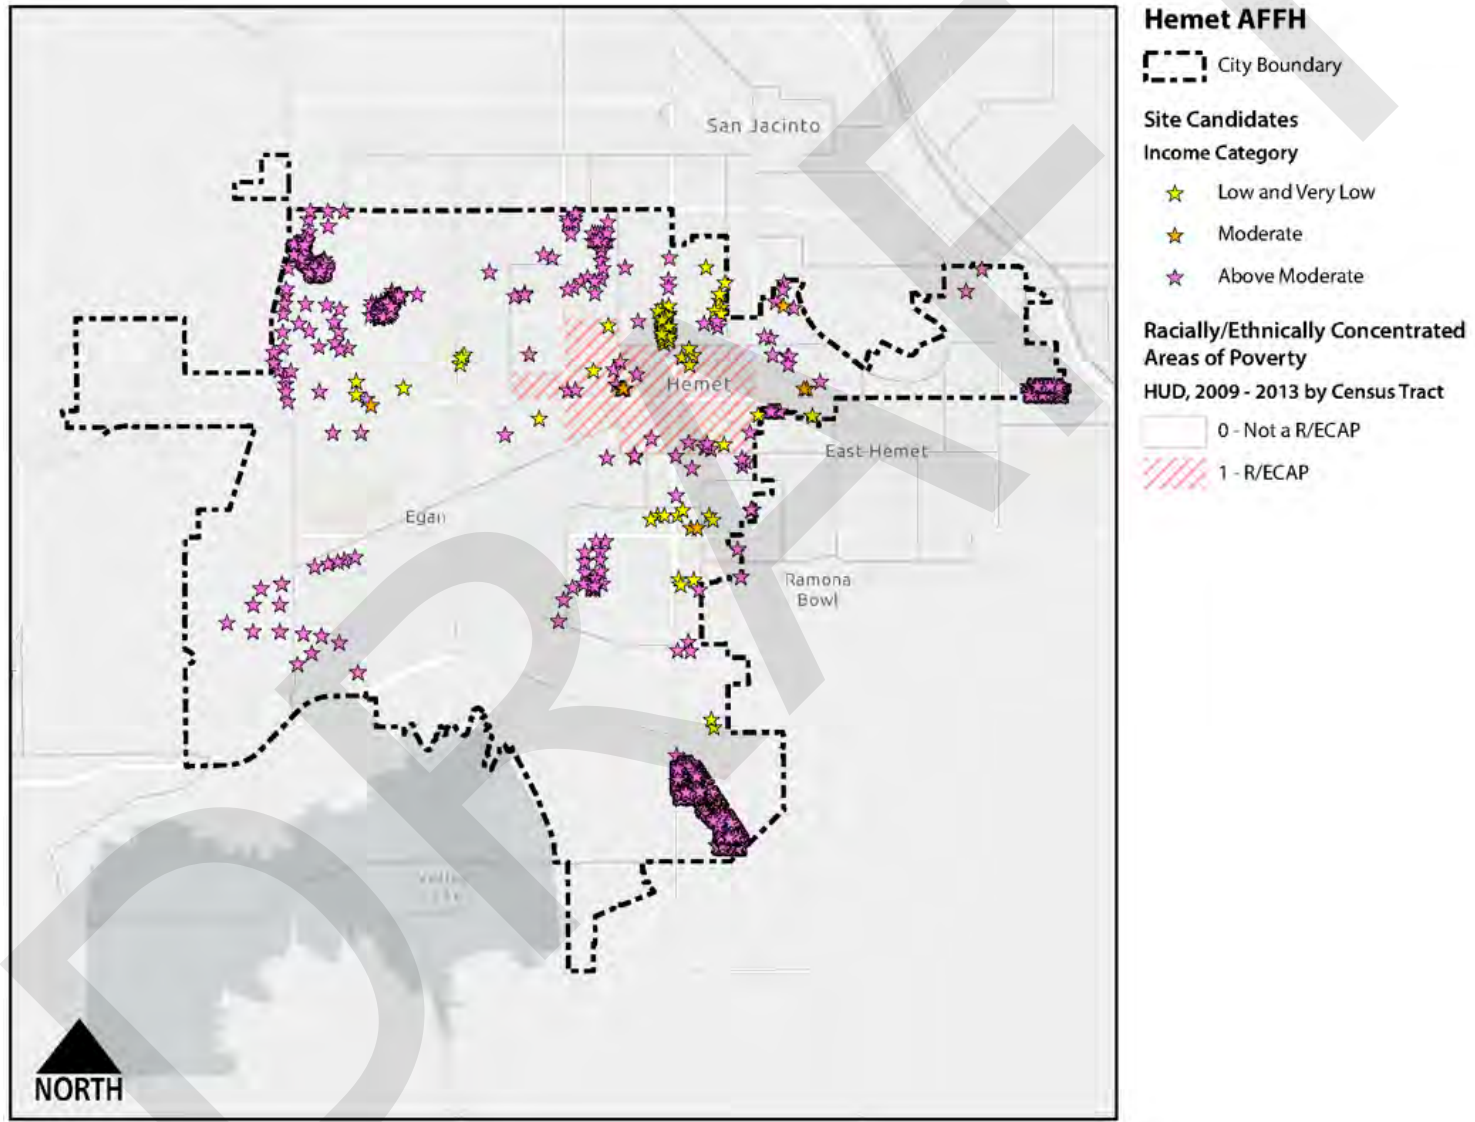 Hemet AFFH
City Boundary
Site Candidates
Income Category
Low and Very Low
Moderate
Above Moderate
Racially/Ethnically Concentrated
Areas of Poverty
HUD, 2009 - 2013 by Census Tract
0 - Not a R/ECAP
1 - R/ECAP
San Jacinto
Hemet
East Hemet
Egan
Ramona
Bowl
NORTH
DRAFT